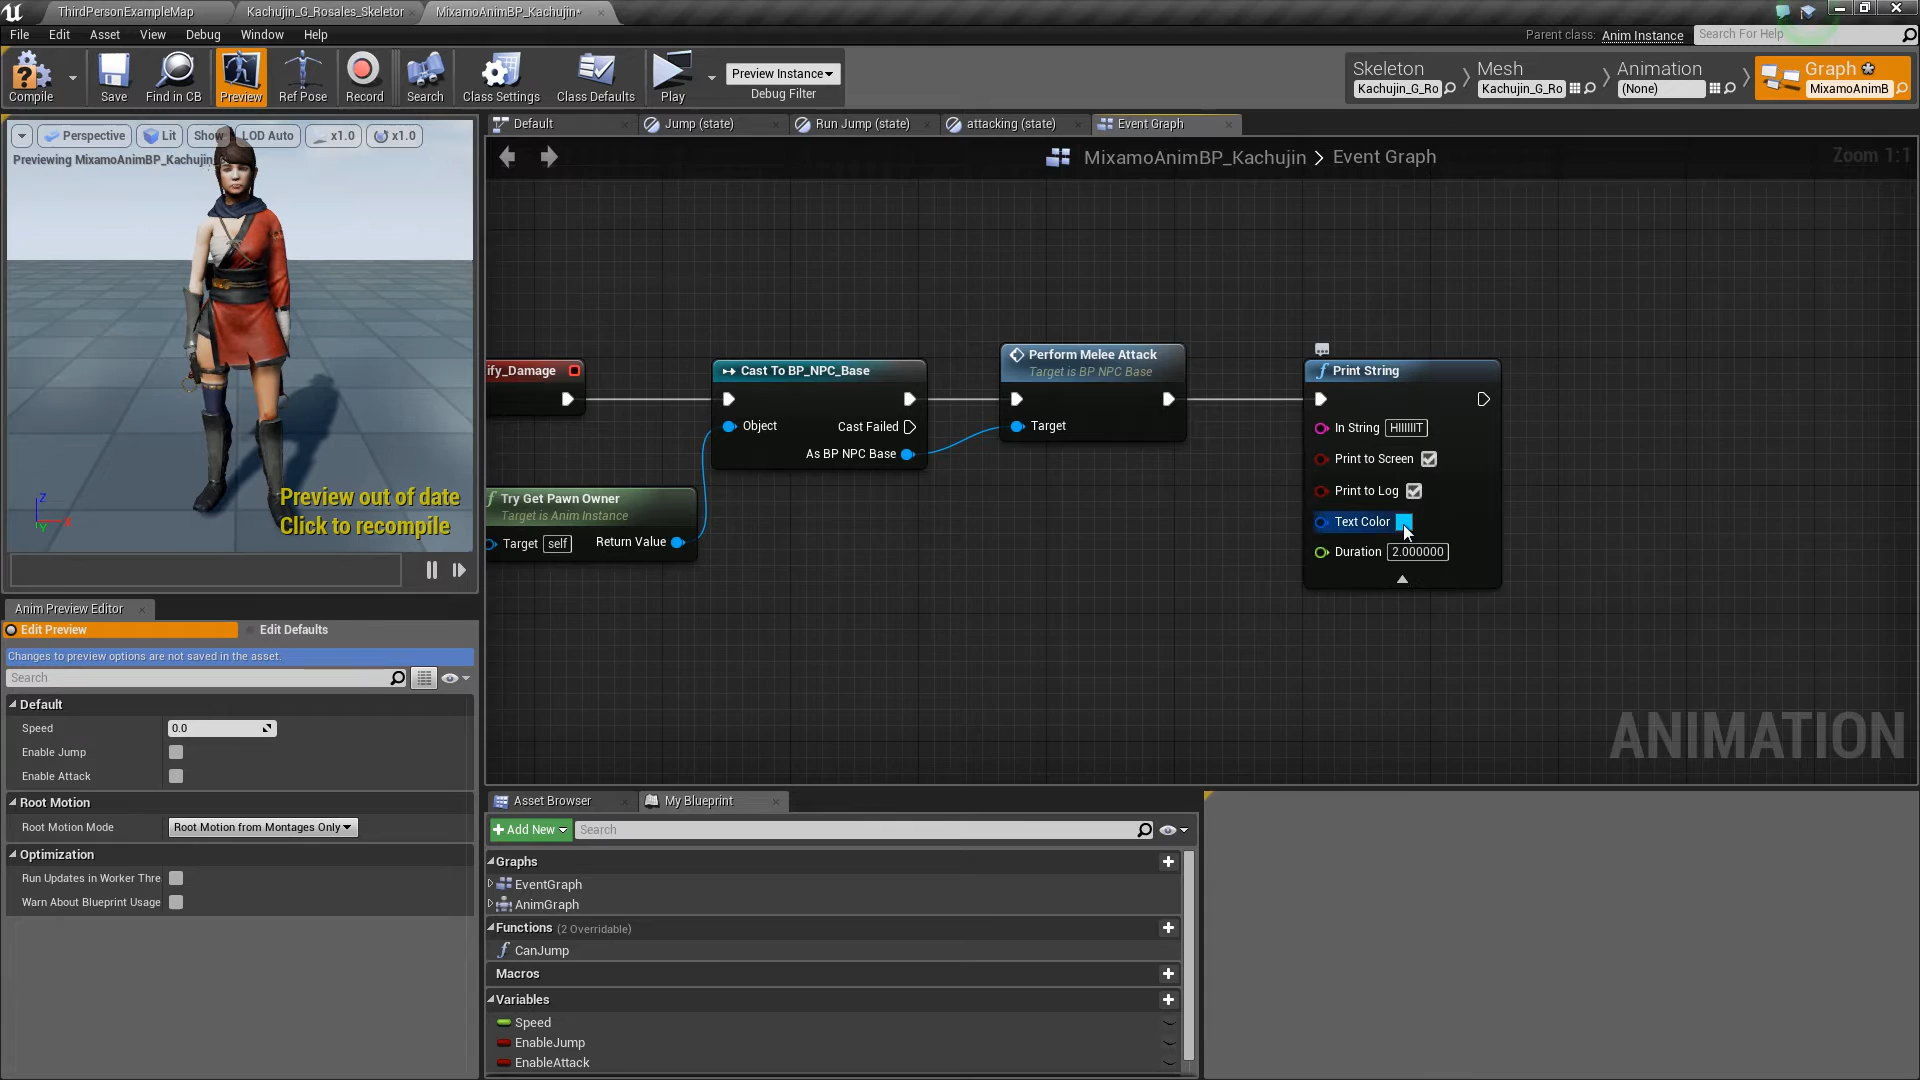 ThirdPersonExampleMap
Kachujin_G_Rosales_Skeletor
MixamoAnimBP_Kachujin*
File Edit Asset View Debug Window Help
Parent class: Anim Instance
Search For Help
Compile
Save
Find in CB
Preview
Ref Pose
Record
Search
Class Settings
Class Defaults
Play
Preview Instance
Debug Filter
Skeleton
Kachujin_G_Ro
Mesh
Kachujin_G_Ro
Animation
(None)
Graph
MixamoAnimB
Perspective
Lit
Show
LOD Auto
x1.0
x1.0
Previewing MixamoAnimBP_Kachujin
Preview out of date
Click to recompile
Z
Default
Jump (state)
Run Jump (state)
attacking (state)
Event Graph
MixamoAnimBP_Kachujin > Event Graph
Zoom 1:1
ify_Damage
Cast To BP_NPC_Base
Object
Cast Failed
As BP NPC Base
Try Get Pawn Owner
Target is Anim Instance
Target self
Return Value
Perform Melee Attack
Target is BP NPC Base
Target
Print String
In String HIIIIIIT
Print to Screen
Print to Log
Text Color
Duration 2.000000
ANIMATION
Anim Preview Editor
Edit Preview
Edit Defaults
Changes to preview options are not saved in the asset.
Search
Default
Speed 0.0
Enable Jump
Enable Attack
Root Motion
Root Motion Mode Root Motion from Montages Only
Optimization
Run Updates in Worker Thre
Warn About Blueprint Usage
Asset Browser
My Blueprint
+ Add New
Search
Graphs
EventGraph
AnimGraph
Functions (2 Overridable)
CanJump
Macros
Variables
Speed
EnableJump
EnableAttack